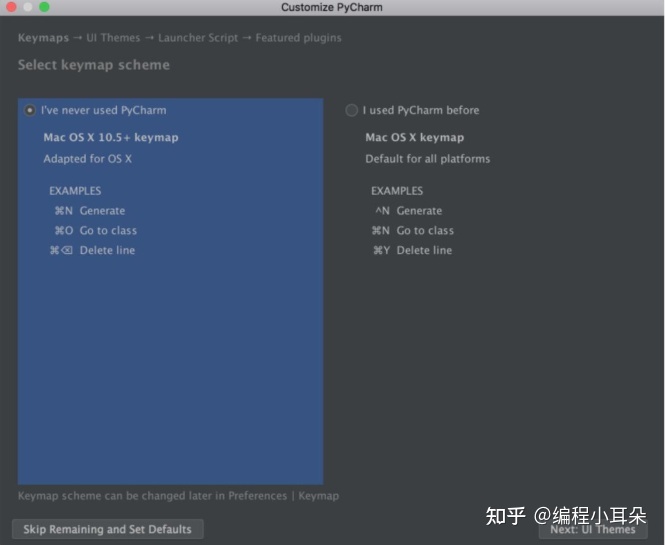 Customize PyCharm
Keymaps → UI Themes → Launcher Script → Featured plugins
Select keymap scheme
I've never used PyCharm
Mac OS X 10.5+ keymap
Adapted for OS X
EXAMPLES
⌘N Generate
⌘O Go to class
⌘⌫ Delete line
I used PyCharm before
Mac OS X keymap
Default for all platforms
EXAMPLES
^N Generate
⌘N Go to class
⌘Y Delete line
Keymap scheme can be changed later in Preferences | Keymap
Skip Remaining and Set Defaults
Next: UI Themes
知乎 @编程小耳朵